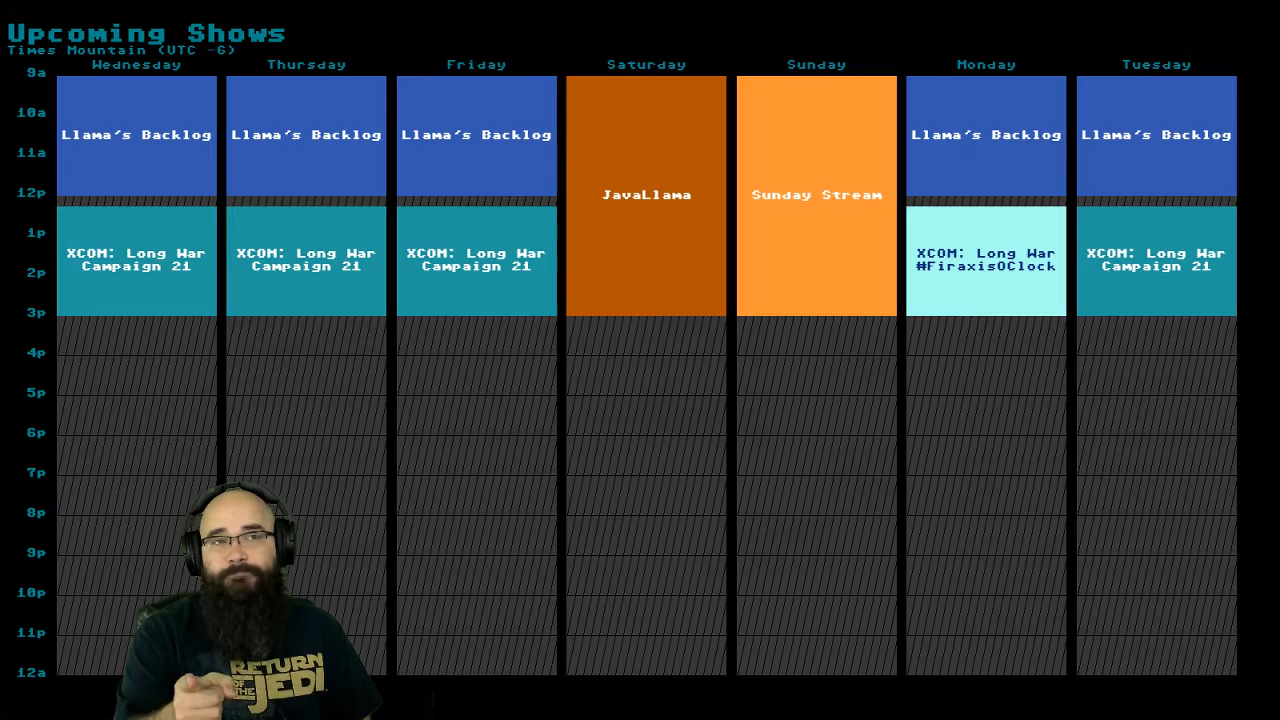 Upcoming Shows
Times Mountain (UTC -6)
Wednesday Thursday Friday Saturday Sunday Monday Tuesday
9a
10a
11a
12p
1p
2p
3p
4p
5p
6p
7p
8p
9p
10p
11p
12a
Llama's Backlog
XCOM: Long War
Campaign 21
Llama's Backlog
XCOM: Long War
Campaign 21
Llama's Backlog
XCOM: Long War
Campaign 21
JavaLlama
Sunday Stream
Llama's Backlog
XCOM: Long War
#FiraxisOClock
Llama's Backlog
XCOM: Long War
Campaign 21
RETURN
OF THE JEDI